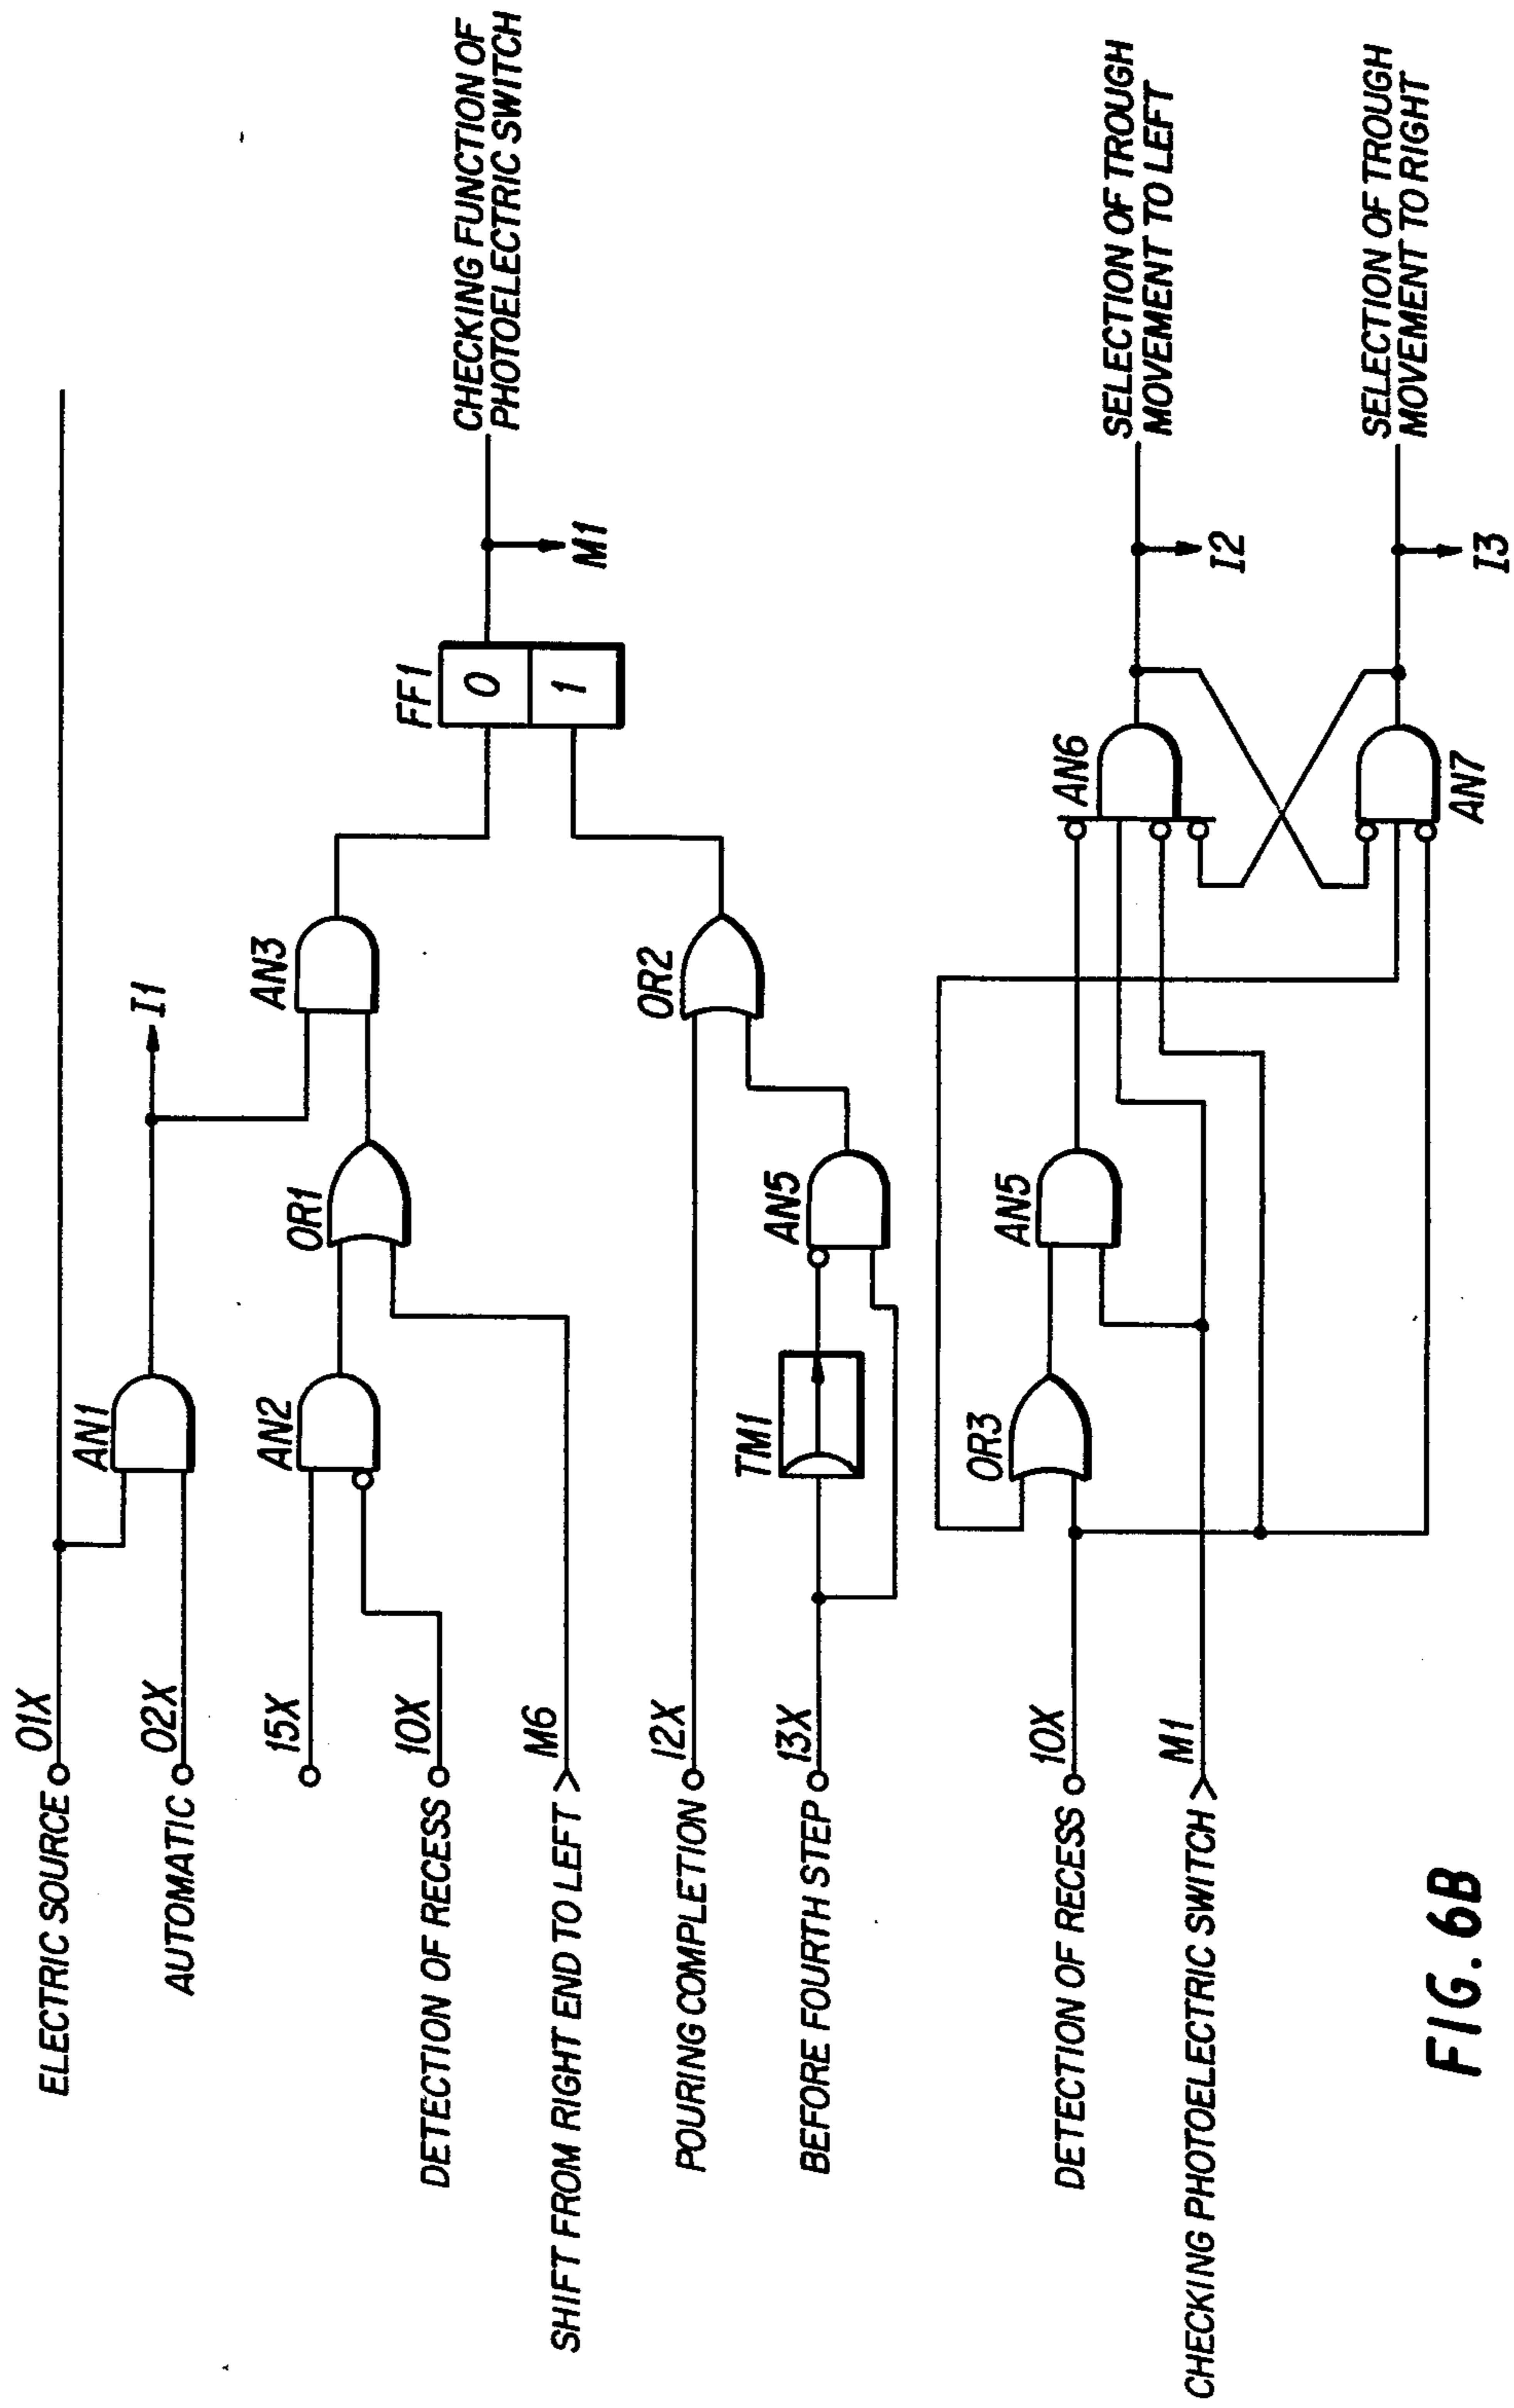 ELECTRIC SOURCE
01X
AN1
I1
AUTOMATIC
02X
15X
AN2
OR1
AN3
DETECTION OF RECESS
10X
FF1
0
1
CHECKING FUNCTION OF
PHOTOELECTRIC SWITCH
M1
SHIFT FROM RIGHT END TO LEFT
M6
POURING COMPLETION
12X
OR2
BEFORE FOURTH STEP
13X
TM1
AN5
DETECTION OF RECESS
10X
OR3
AN5
AN6
SELECTION OF TROUGH
MOVEMENT TO LEFT
I2
CHECKING PHOTOELECTRIC SWITCH
M1
AN7
SELECTION OF TROUGH
MOVEMENT TO RIGHT
I3
FIG. 6B